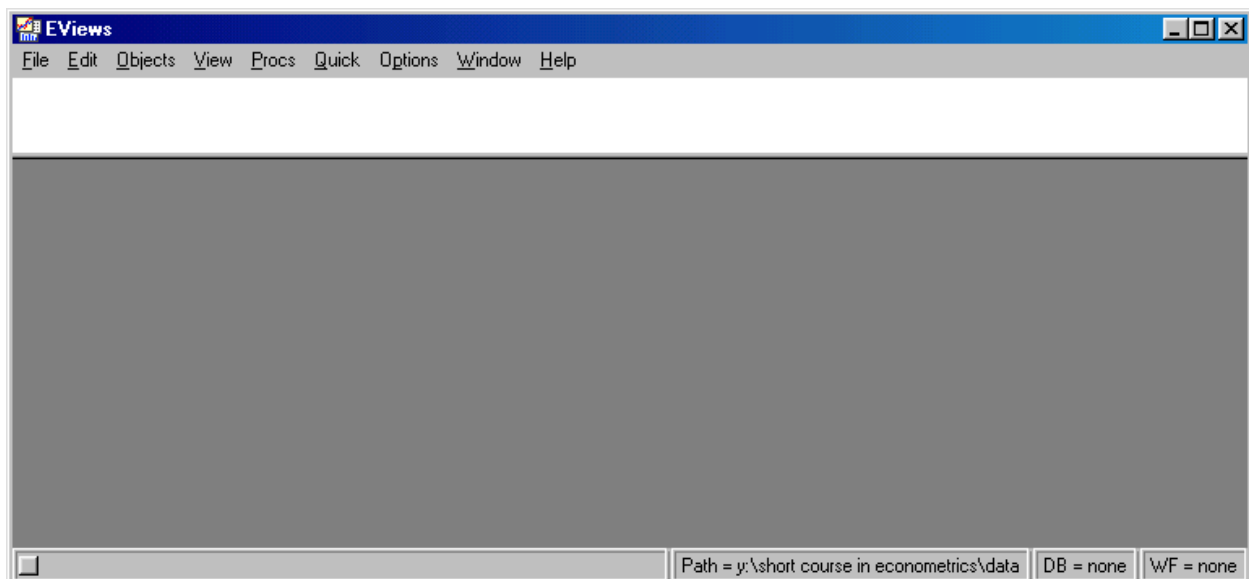 EViews
File Edit Objects View Procs Quick Options Window Help
Path = y:\short course in econometrics\data DB = none WF = none